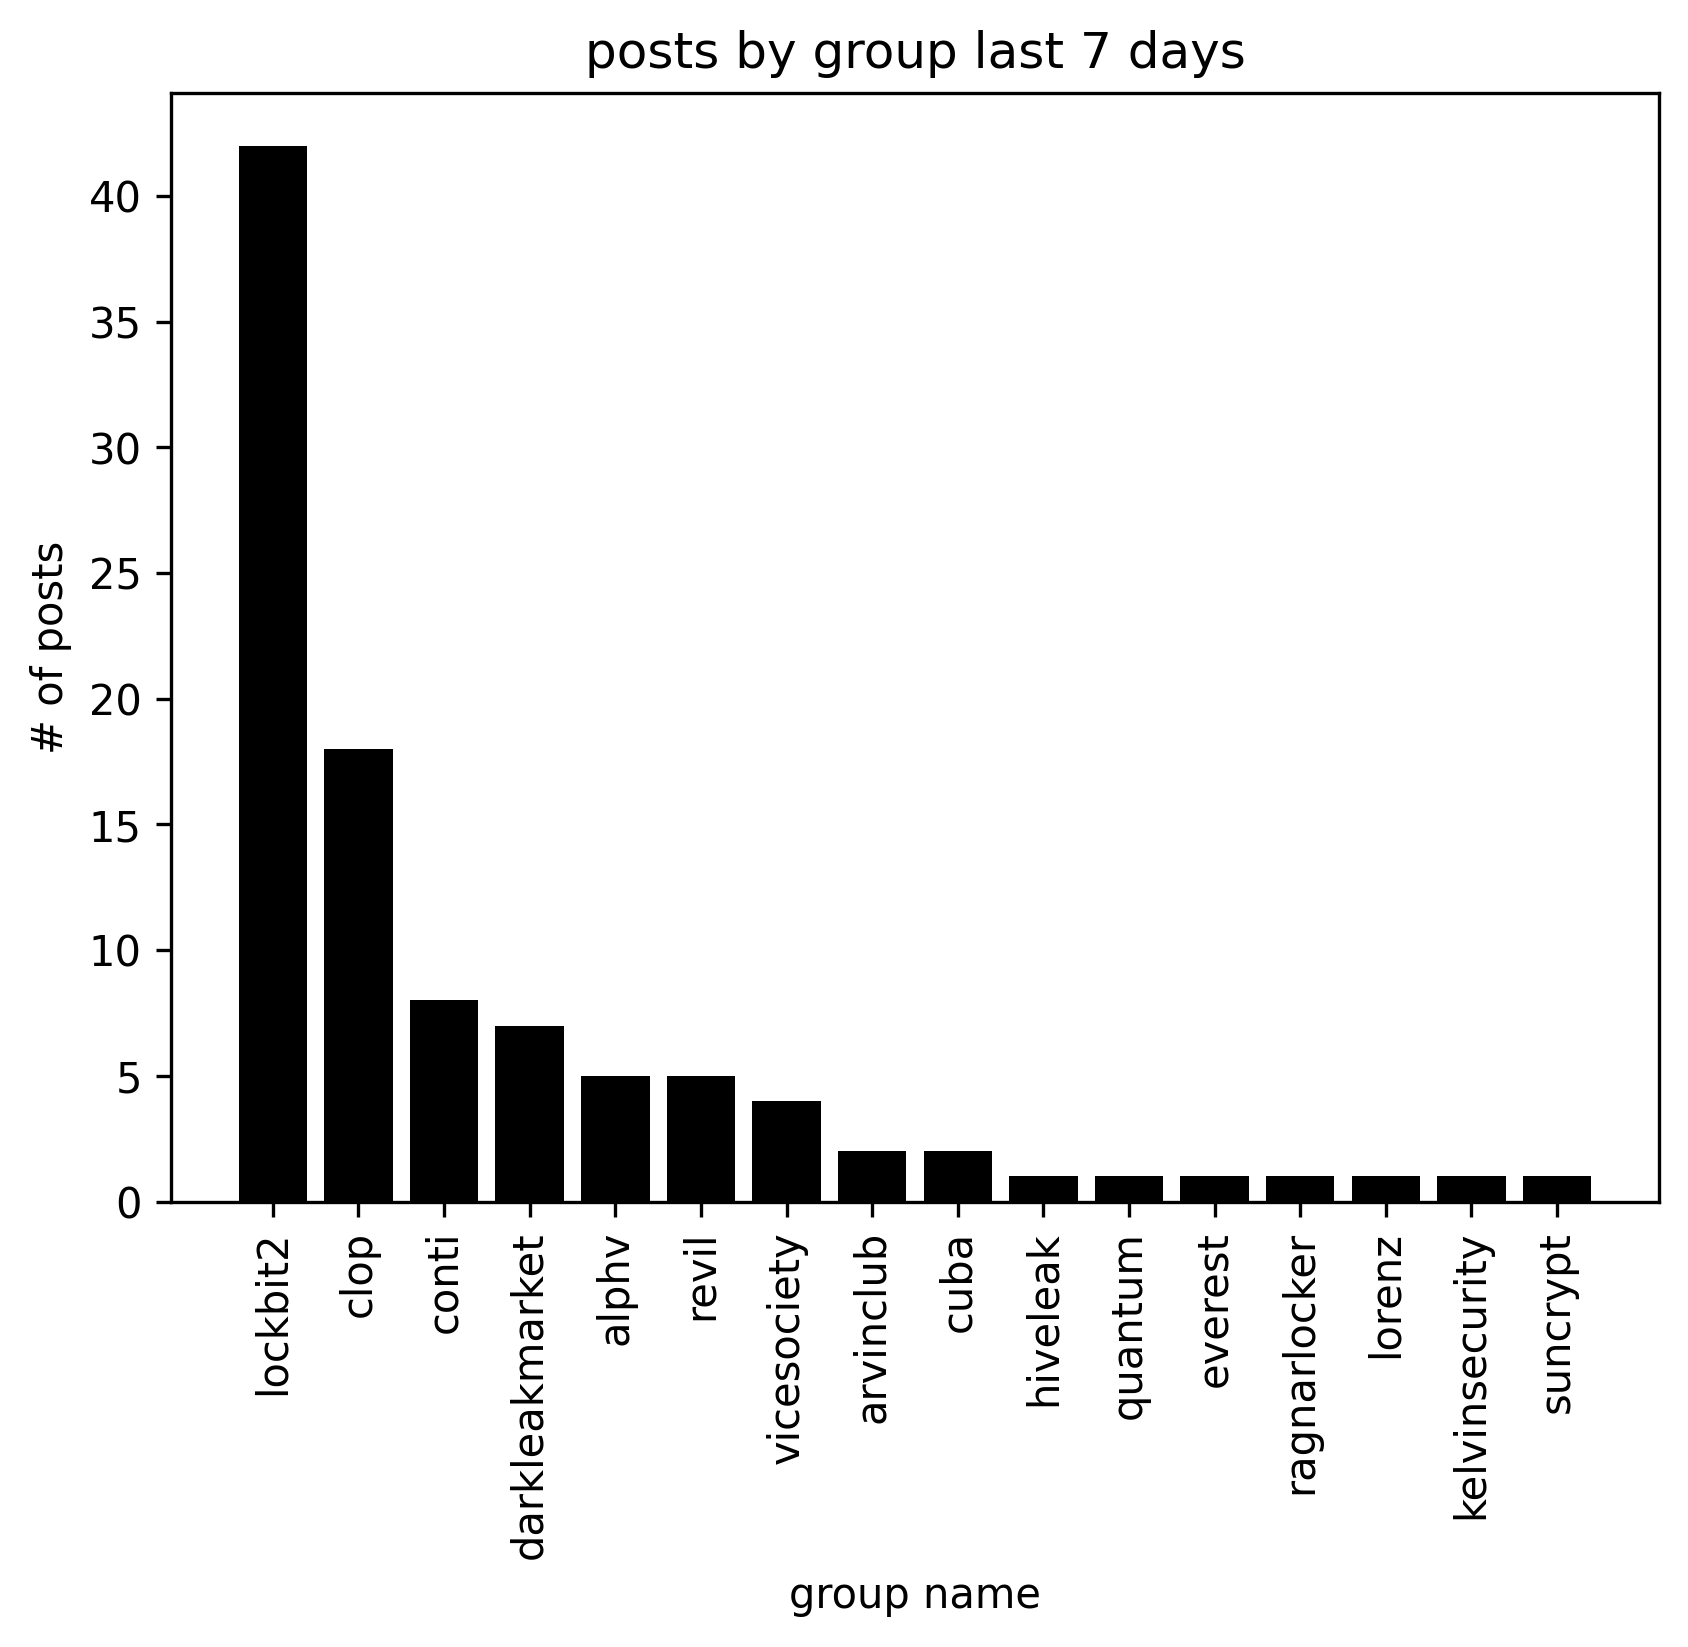 posts by group last 7 days
# of posts
40
35
30
25
20
15
10
5
0
lockbit2
clop
conti
darkleakmarket
alphv
revil
vicesociety
arvinclub
cuba
hiveleak
quantum
everest
ragnarlocker
lorenz
kelvinsecurity
suncrypt
group name